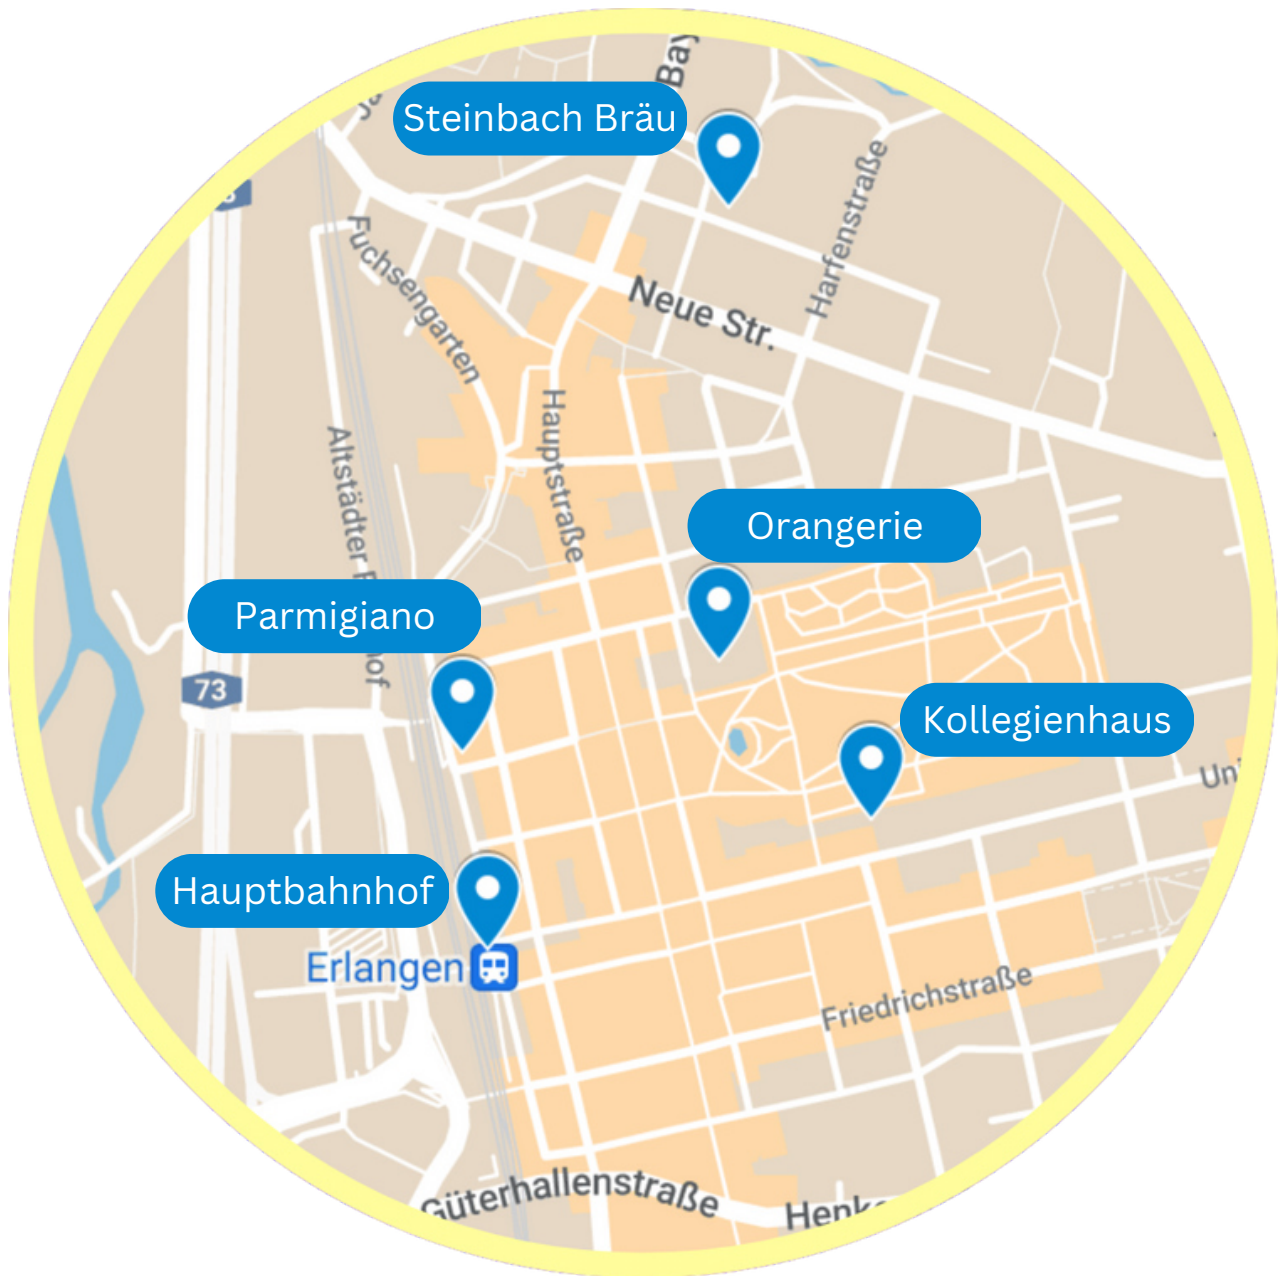 Steinbach Bräu
Harfenstraße
Fuchsengarten
Neue Str.
Hauptstraße
Altstädter
Orangerie
Parmigiano
73
Kollegienhaus
Hauptbahnhof
Erlangen
Friedrichstraße
Güterhallenstraße